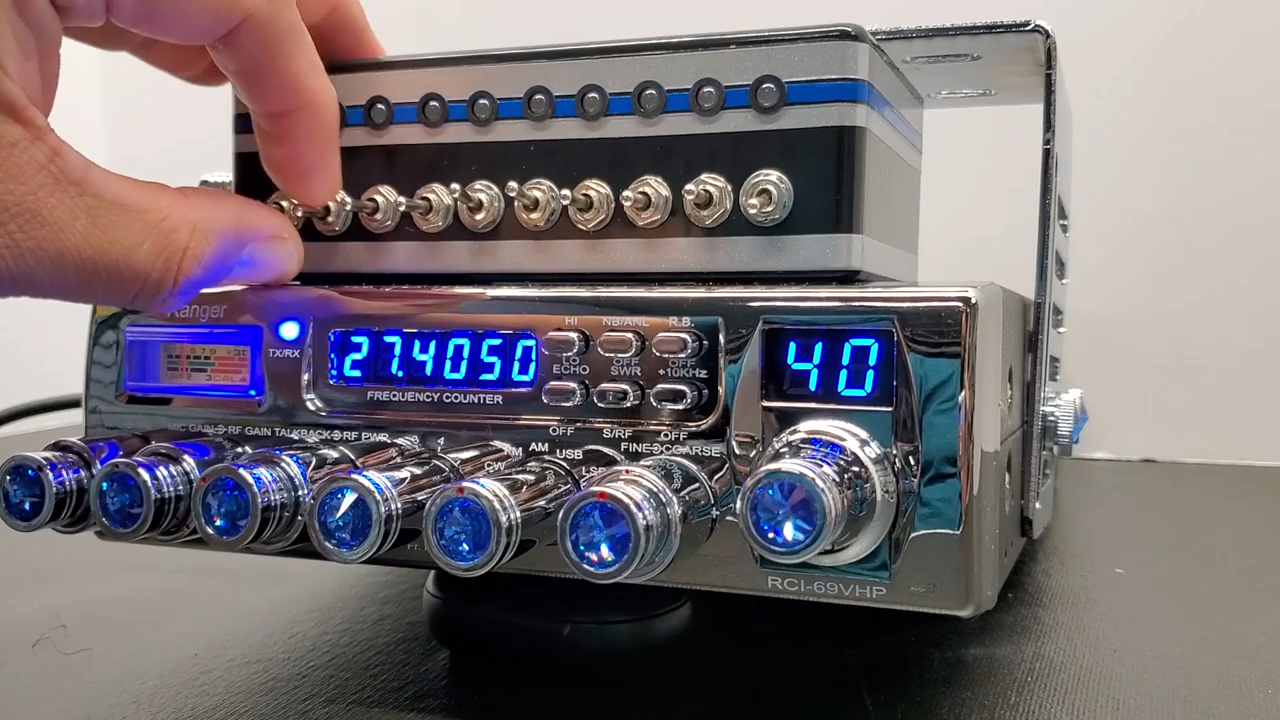 Ranger
TX/RX
27.4050
FREQUENCY COUNTER
HI NB/ANL R.B.
LO OFF OFF
ECHO SWR +10KHz
OFF S/RF OFF
40
MIC GAIN RF GAIN TALKBACK RF PWR
4
CW FM AM USB LSB
FINE COARSE
RCI-69VHP